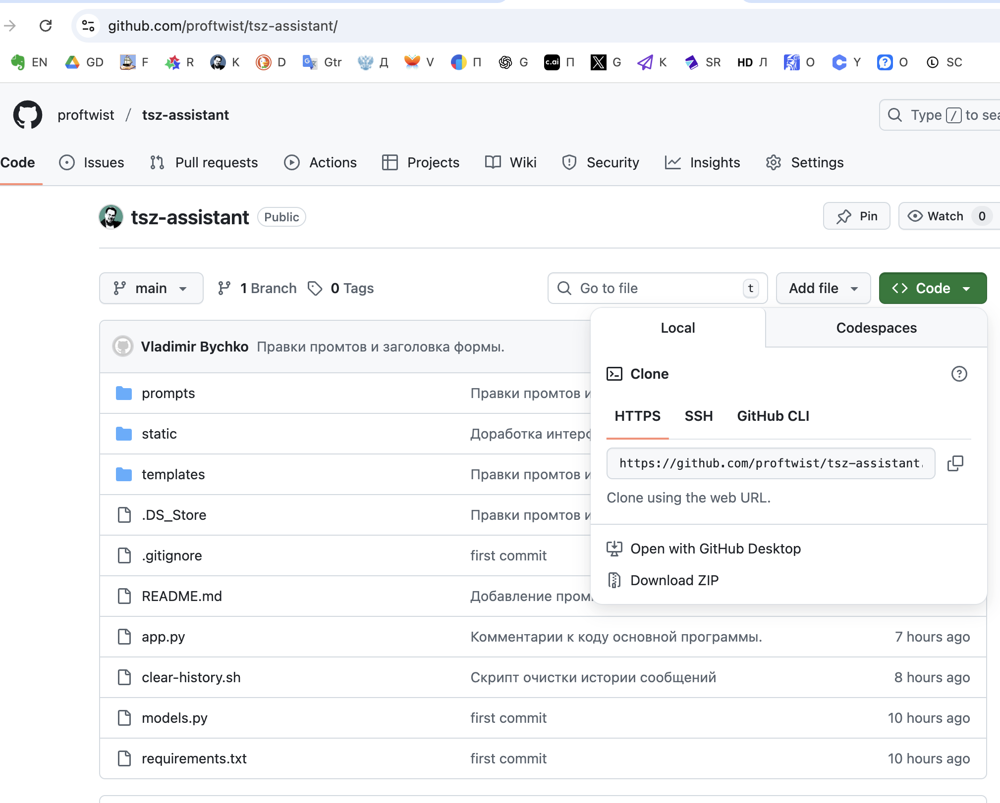 github.com/proftwist/tsz-assistant/
EN GD F R K D Gtr Д V П G c.ai П G K SR HD Л O Y O SC
proftwist / tsz-assistant
Type / to sea
Code Issues Pull requests Actions Projects Wiki Security Insights Settings
tsz-assistant Public
Pin Watch 0
main 1 Branch 0 Tags
Go to file t Add file Code
Local Codespaces
Vladimir Bychko Правки промтов и заголовка формы.
Clone
HTTPS SSH GitHub CLI
https://github.com/proftwist/tsz-assistant.
Clone using the web URL.
Open with GitHub Desktop
Download ZIP
prompts Правки промтов и
static Доработка интерф
templates Правки промтов и
.DS_Store Правки промтов и
.gitignore first commit
README.md Добавление пром
app.py Комментарии к коду основной программы. 7 hours ago
clear-history.sh Скрипт очистки истории сообщений 8 hours ago
models.py first commit 10 hours ago
requirements.txt first commit 10 hours ago